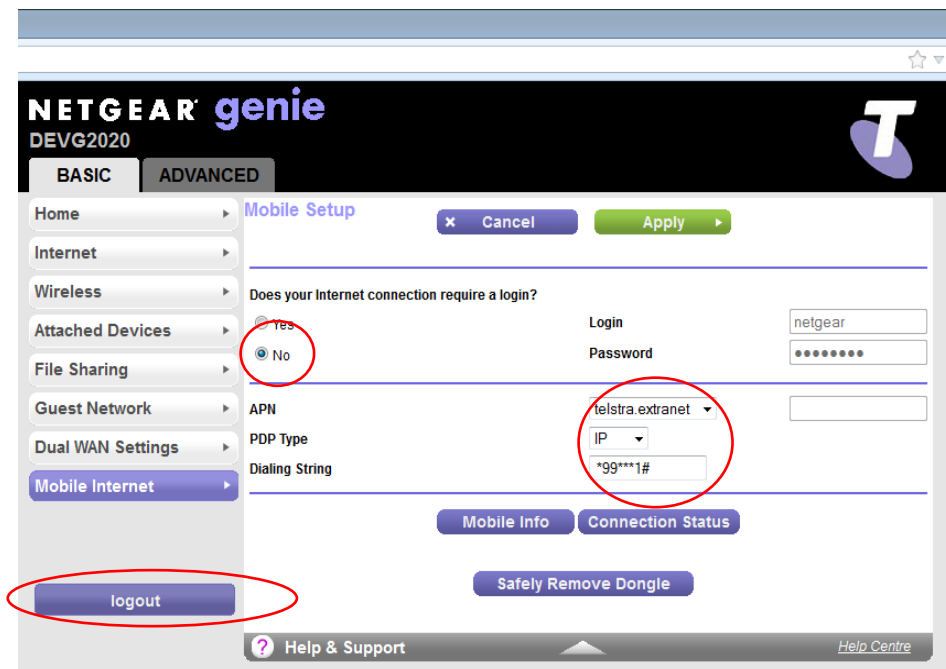 NETGEAR genie
DEVG2020
BASIC ADVANCED
Home
Internet
Wireless
Attached Devices
File Sharing
Guest Network
Dual WAN Settings
Mobile Internet
logout
Mobile Setup
× Cancel Apply
Does your Internet connection require a login?
Yes Login netgear
No Password ••••••••
APN telstra.extranet
PDP Type IP
Dialing String *99***1#
Mobile Info Connection Status
Safely Remove Dongle
? Help & Support Help Centre